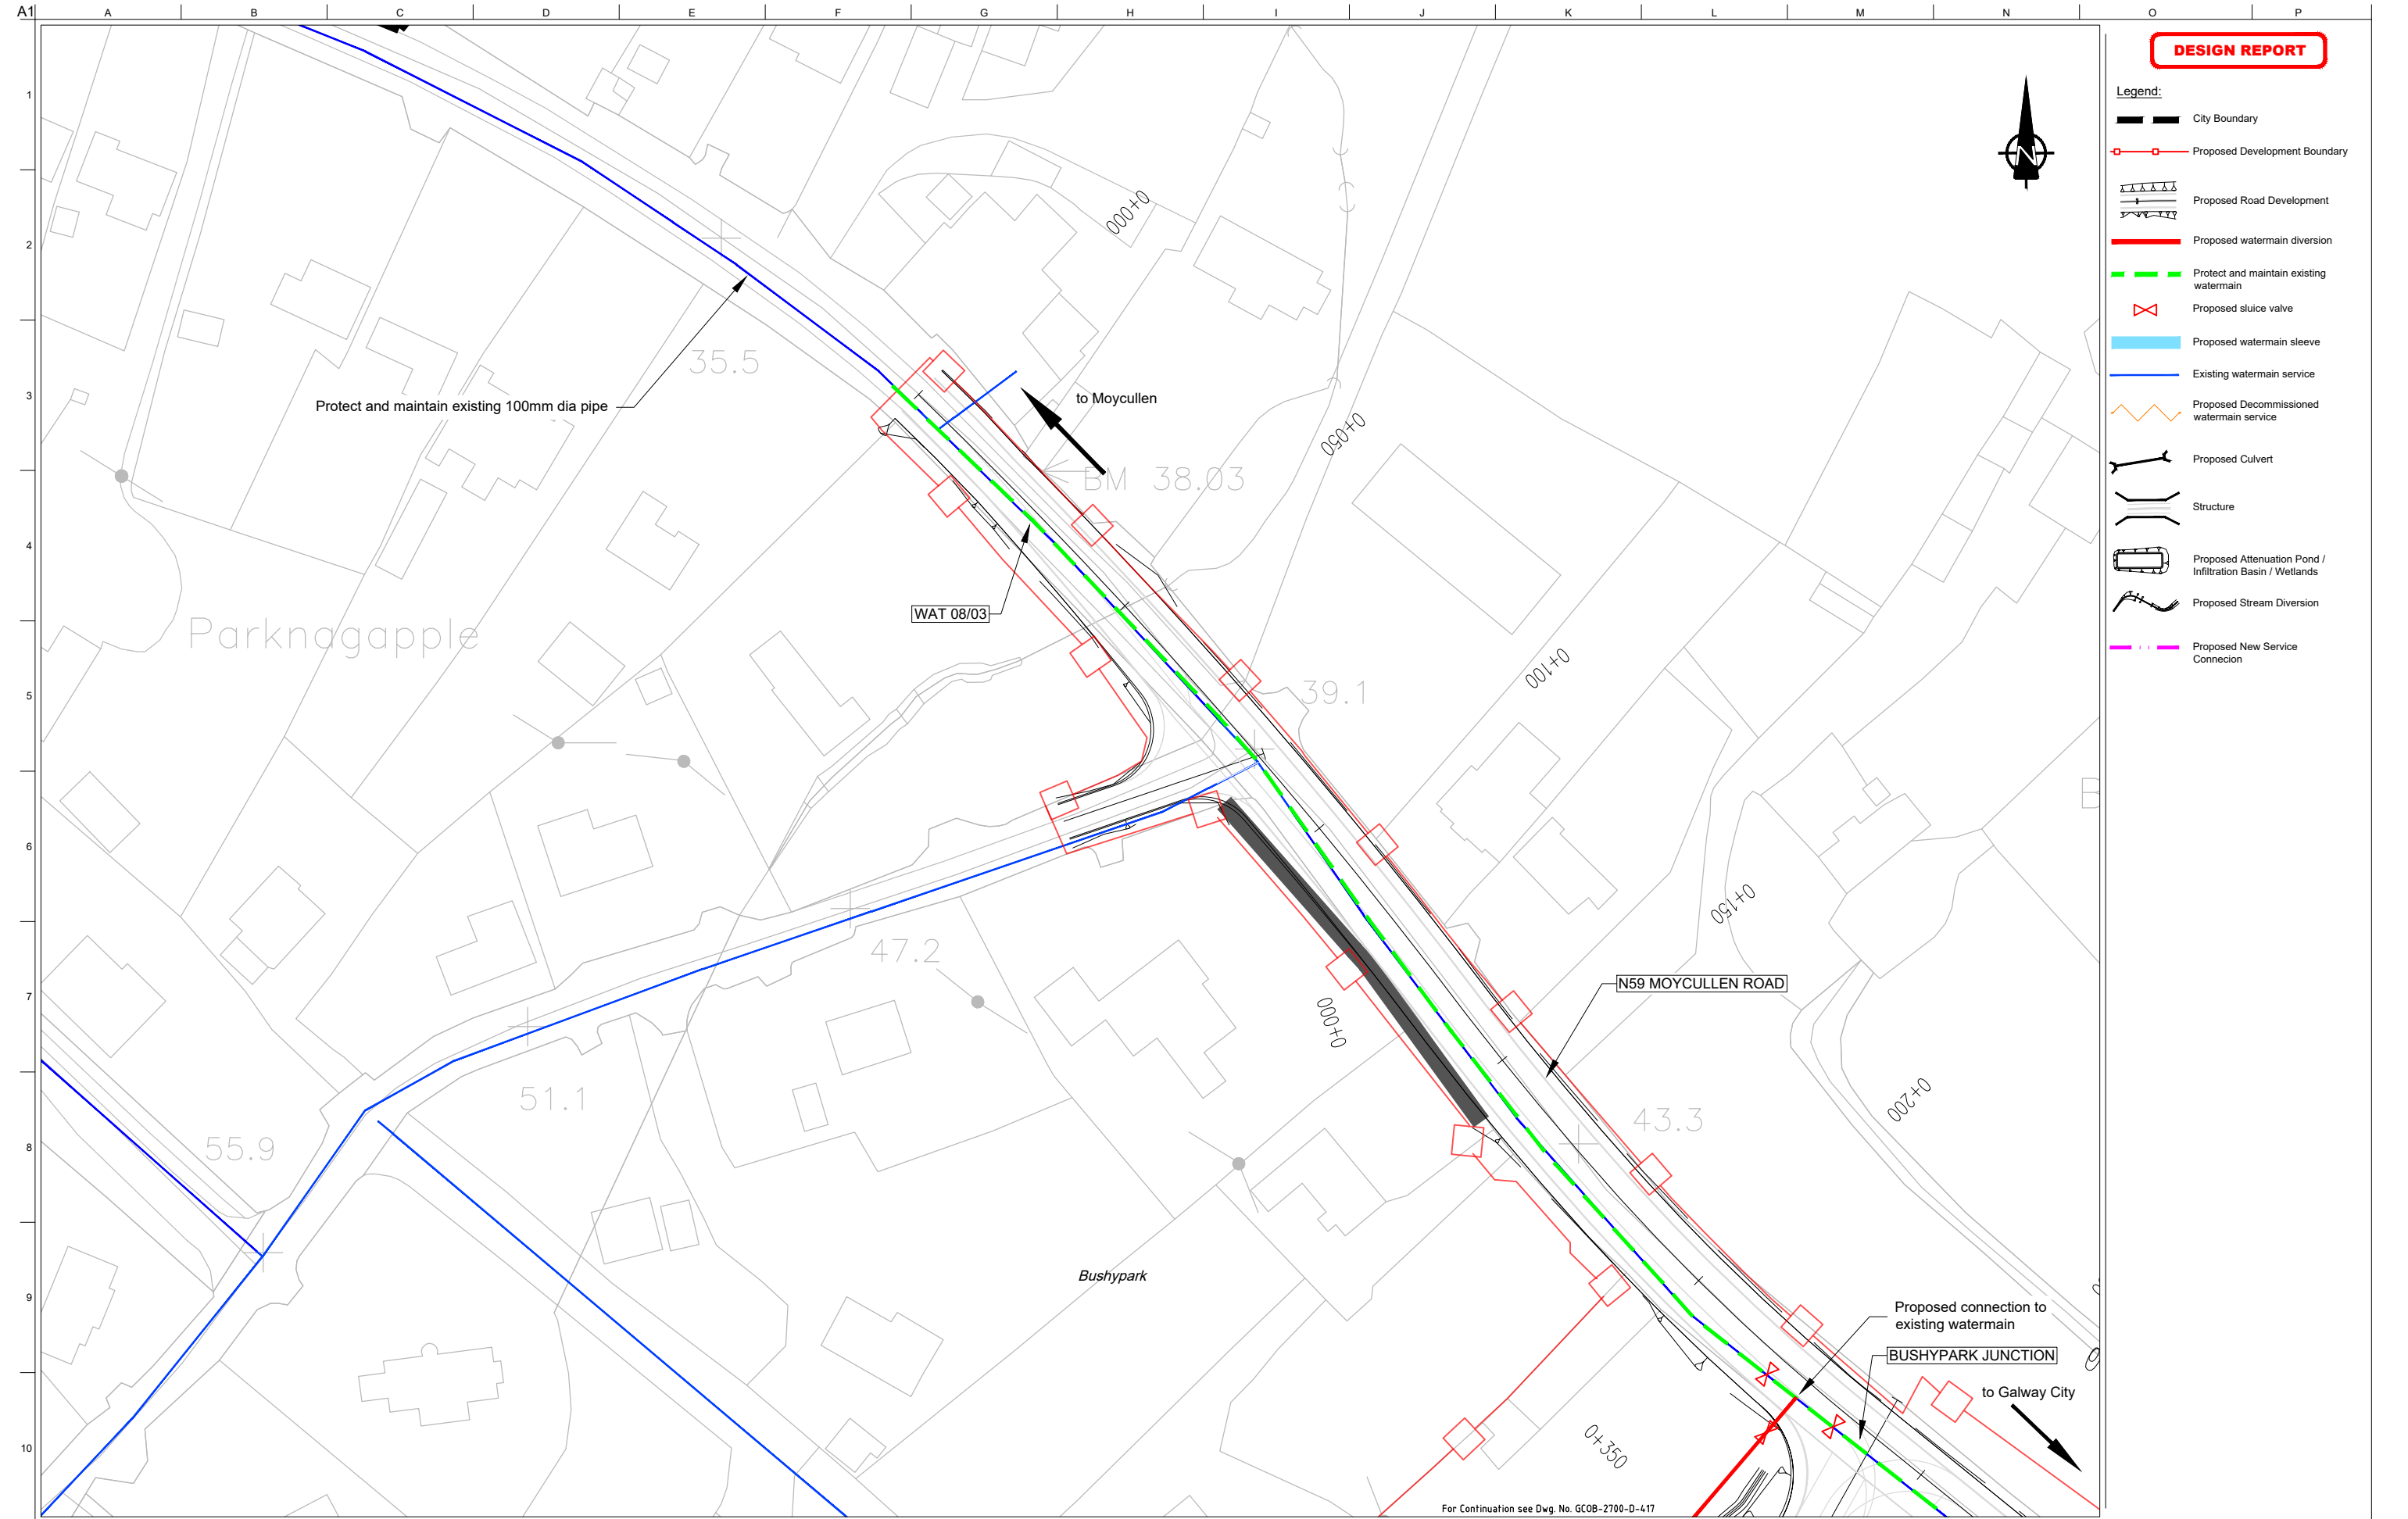 A1
A B C D E F G H I J K L M N O P
DESIGN REPORT
Legend:
City Boundary
Proposed Development Boundary
Proposed Road Development
Proposed watermain diversion
Protect and maintain existing
watermain
Proposed sluice valve
Proposed watermain sleeve
Existing watermain service
Proposed Decommissioned
watermain service
Proposed Culvert
Structure
Proposed Attenuation Pond /
Infiltration Basin / Wetlands
Proposed Stream Diversion
Proposed New Service
Connecion
N
1
2
3
4
5
6
7
8
9
10
0+000
35.5
to Moycullen
Protect and maintain existing 100mm dia pipe
0+050
BM 38.03
WAT 08/03
Parknagapple
0+100
39.1
0+150
47.2
N59 MOYCULLEN ROAD
0+000
51.1
0+200
43.3
55.9
Bushypark
Proposed connection to
existing watermain
BUSHYPARK JUNCTION
to Galway City
0+350
For Continuation see Dwg. No. GCOB-2700-D-417